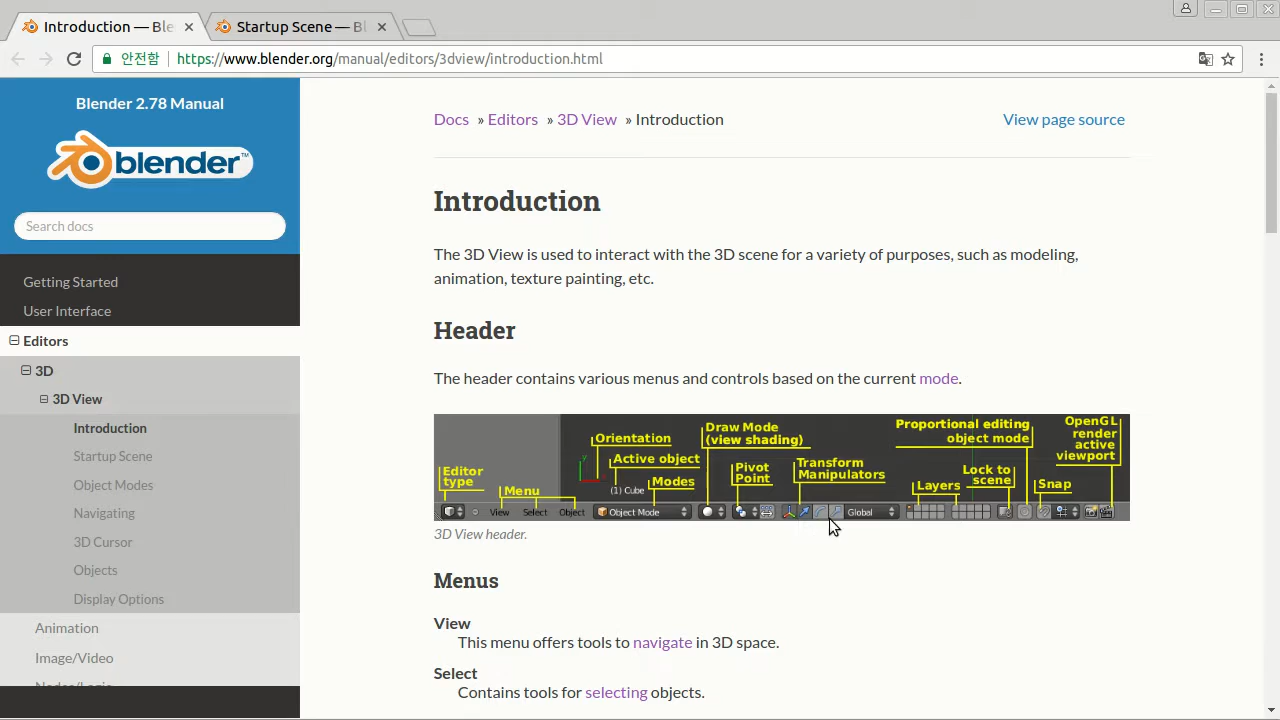 Introduction — Ble
Startup Scene — Bl
안전함
https://www.blender.org/manual/editors/3dview/introduction.html
Blender 2.78 Manual
blender™
Search docs
Getting Started
User Interface
Editors
3D
3D View
Introduction
Startup Scene
Object Modes
Navigating
3D Cursor
Objects
Display Options
Animation
Image/Video
Nodes/Logic
Docs » Editors » 3D View » Introduction
View page source
Introduction
The 3D View is used to interact with the 3D scene for a variety of purposes, such as modeling,
animation, texture painting, etc.
Header
The header contains various menus and controls based on the current mode.
Editor
type
Menu
Orientation
Active object
(1) Cube
Modes
Draw Mode
(view shading)
Pivot
Point
Transform
Manipulators
Proportional editing
object mode
Layers
Lock to
scene
Snap
OpenGL
render
active
viewport
y
View Select Object Object Mode Global
3D View header.
Menus
View
This menu offers tools to navigate in 3D space.
Select
Contains tools for selecting objects.